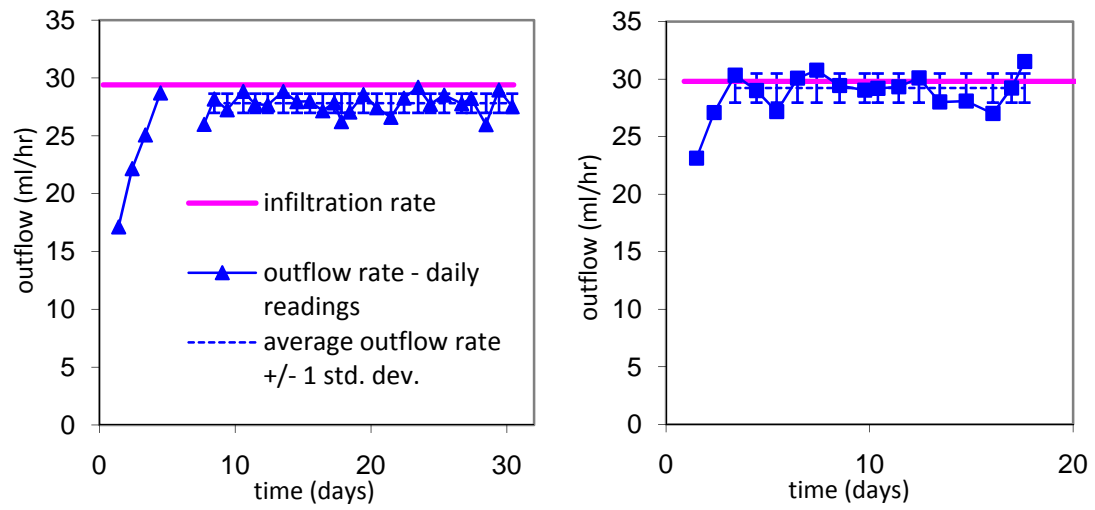 35
30
25
20
15
10
5
0
outflow (ml/hr)
infiltration rate
outflow rate - daily
readings
average outflow rate
+/- 1 std. dev.
0 10 20 30
time (days)
35
30
25
20
15
10
5
0
outflow (ml/hr)
0 10 20
time (days)